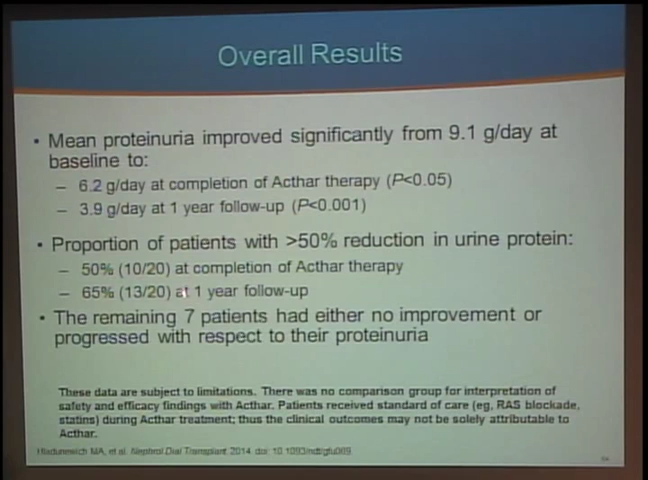 Overall Results
• Mean proteinuria improved significantly from 9.1 g/day at
baseline to:
– 6.2 g/day at completion of Acthar therapy (P<0.05)
– 3.9 g/day at 1 year follow-up (P<0.001)
• Proportion of patients with >50% reduction in urine protein:
– 50% (10/20) at completion of Acthar therapy
– 65% (13/20) at 1 year follow-up
• The remaining 7 patients had either no improvement or
progressed with respect to their proteinuria
These data are subject to limitations. There was no comparison group for interpretation of
safety and efficacy findings with Acthar. Patients received standard of care (eg, RAS blockade,
statins) during Acthar treatment; thus the clinical outcomes may not be solely attributable to
Acthar.
Hladunewich MA, et al. Nephrol Dial Transplant. 2014. doi: 10.1093/ndt/gfu069.